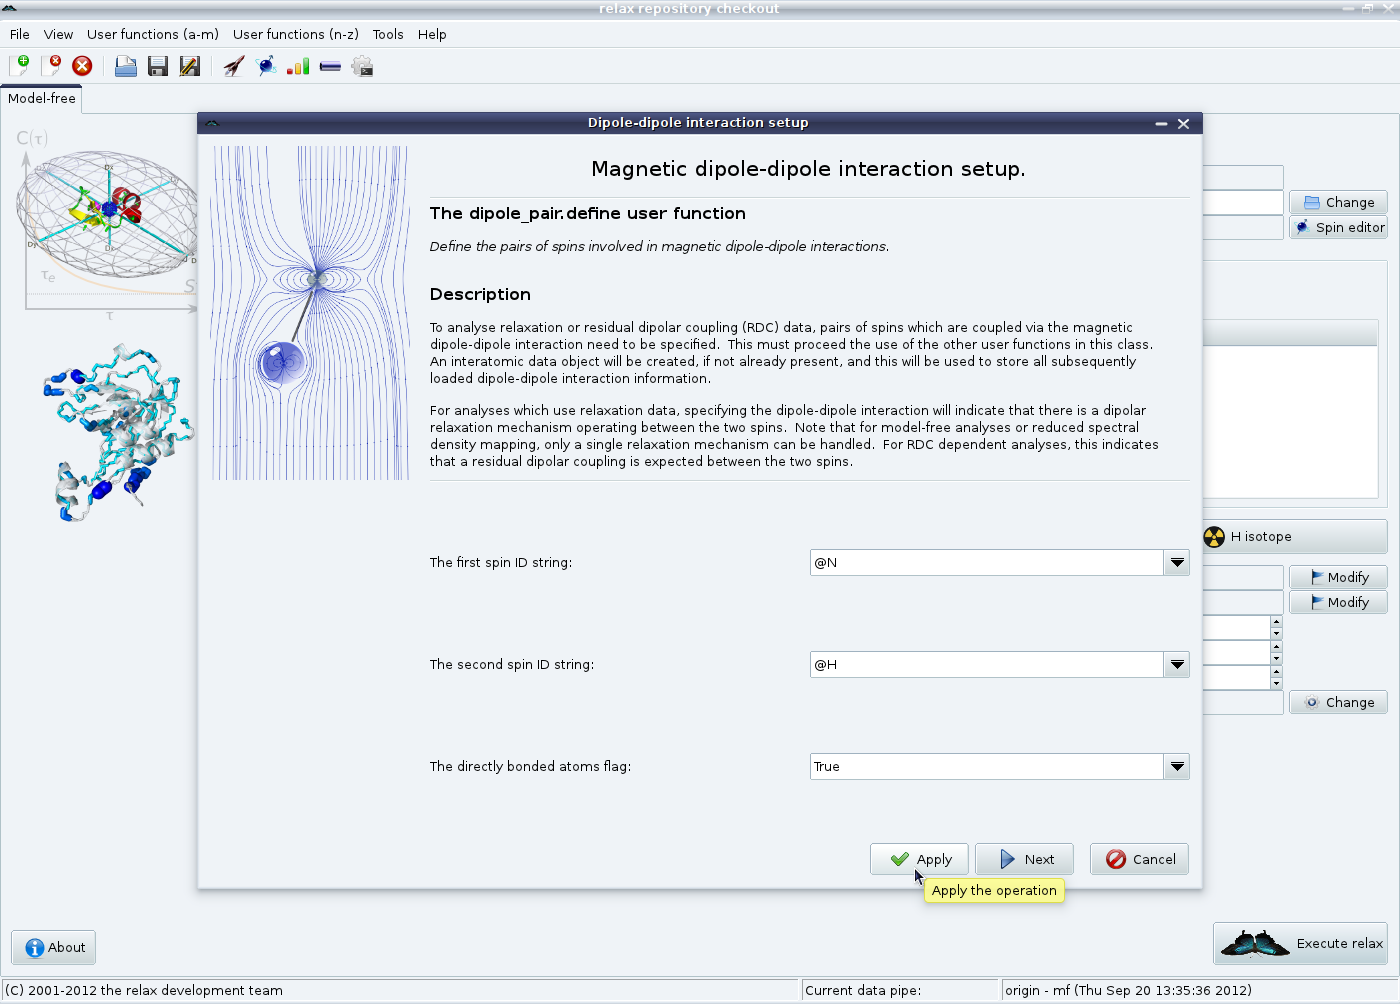 relax repository checkout
File View User functions (a-m) User functions (n-z) Tools Help
Model-free
Dipole-dipole interaction setup
C(τ)
Magnetic dipole-dipole interaction setup.
The dipole_pair.define user function
Define the pairs of spins involved in magnetic dipole-dipole interactions.
Description
To analyse relaxation or residual dipolar coupling (RDC) data, pairs of spins which are coupled via the magnetic
dipole-dipole interaction need to be specified.  This must proceed the use of the other user functions in this class.
An interatomic data object will be created, if not already present, and this will be used to store all subsequently
loaded dipole-dipole interaction information.
For analyses which use relaxation data, specifying the dipole-dipole interaction will indicate that there is a dipolar
relaxation mechanism operating between the two spins.  Note that for model-free analyses or reduced spectral
density mapping, only a single relaxation mechanism can be handled.  For RDC dependent analyses, this indicates
that a residual dipolar coupling is expected between the two spins.
τe
S
τ
Change
Spin editor
H isotope
Modify
Modify
Change
The first spin ID string: @N
The second spin ID string: @H
The directly bonded atoms flag: True
Apply Next Cancel
Apply the operation
About
Execute relax
(C) 2001-2012 the relax development team Current data pipe: origin - mf (Thu Sep 20 13:35:36 2012)